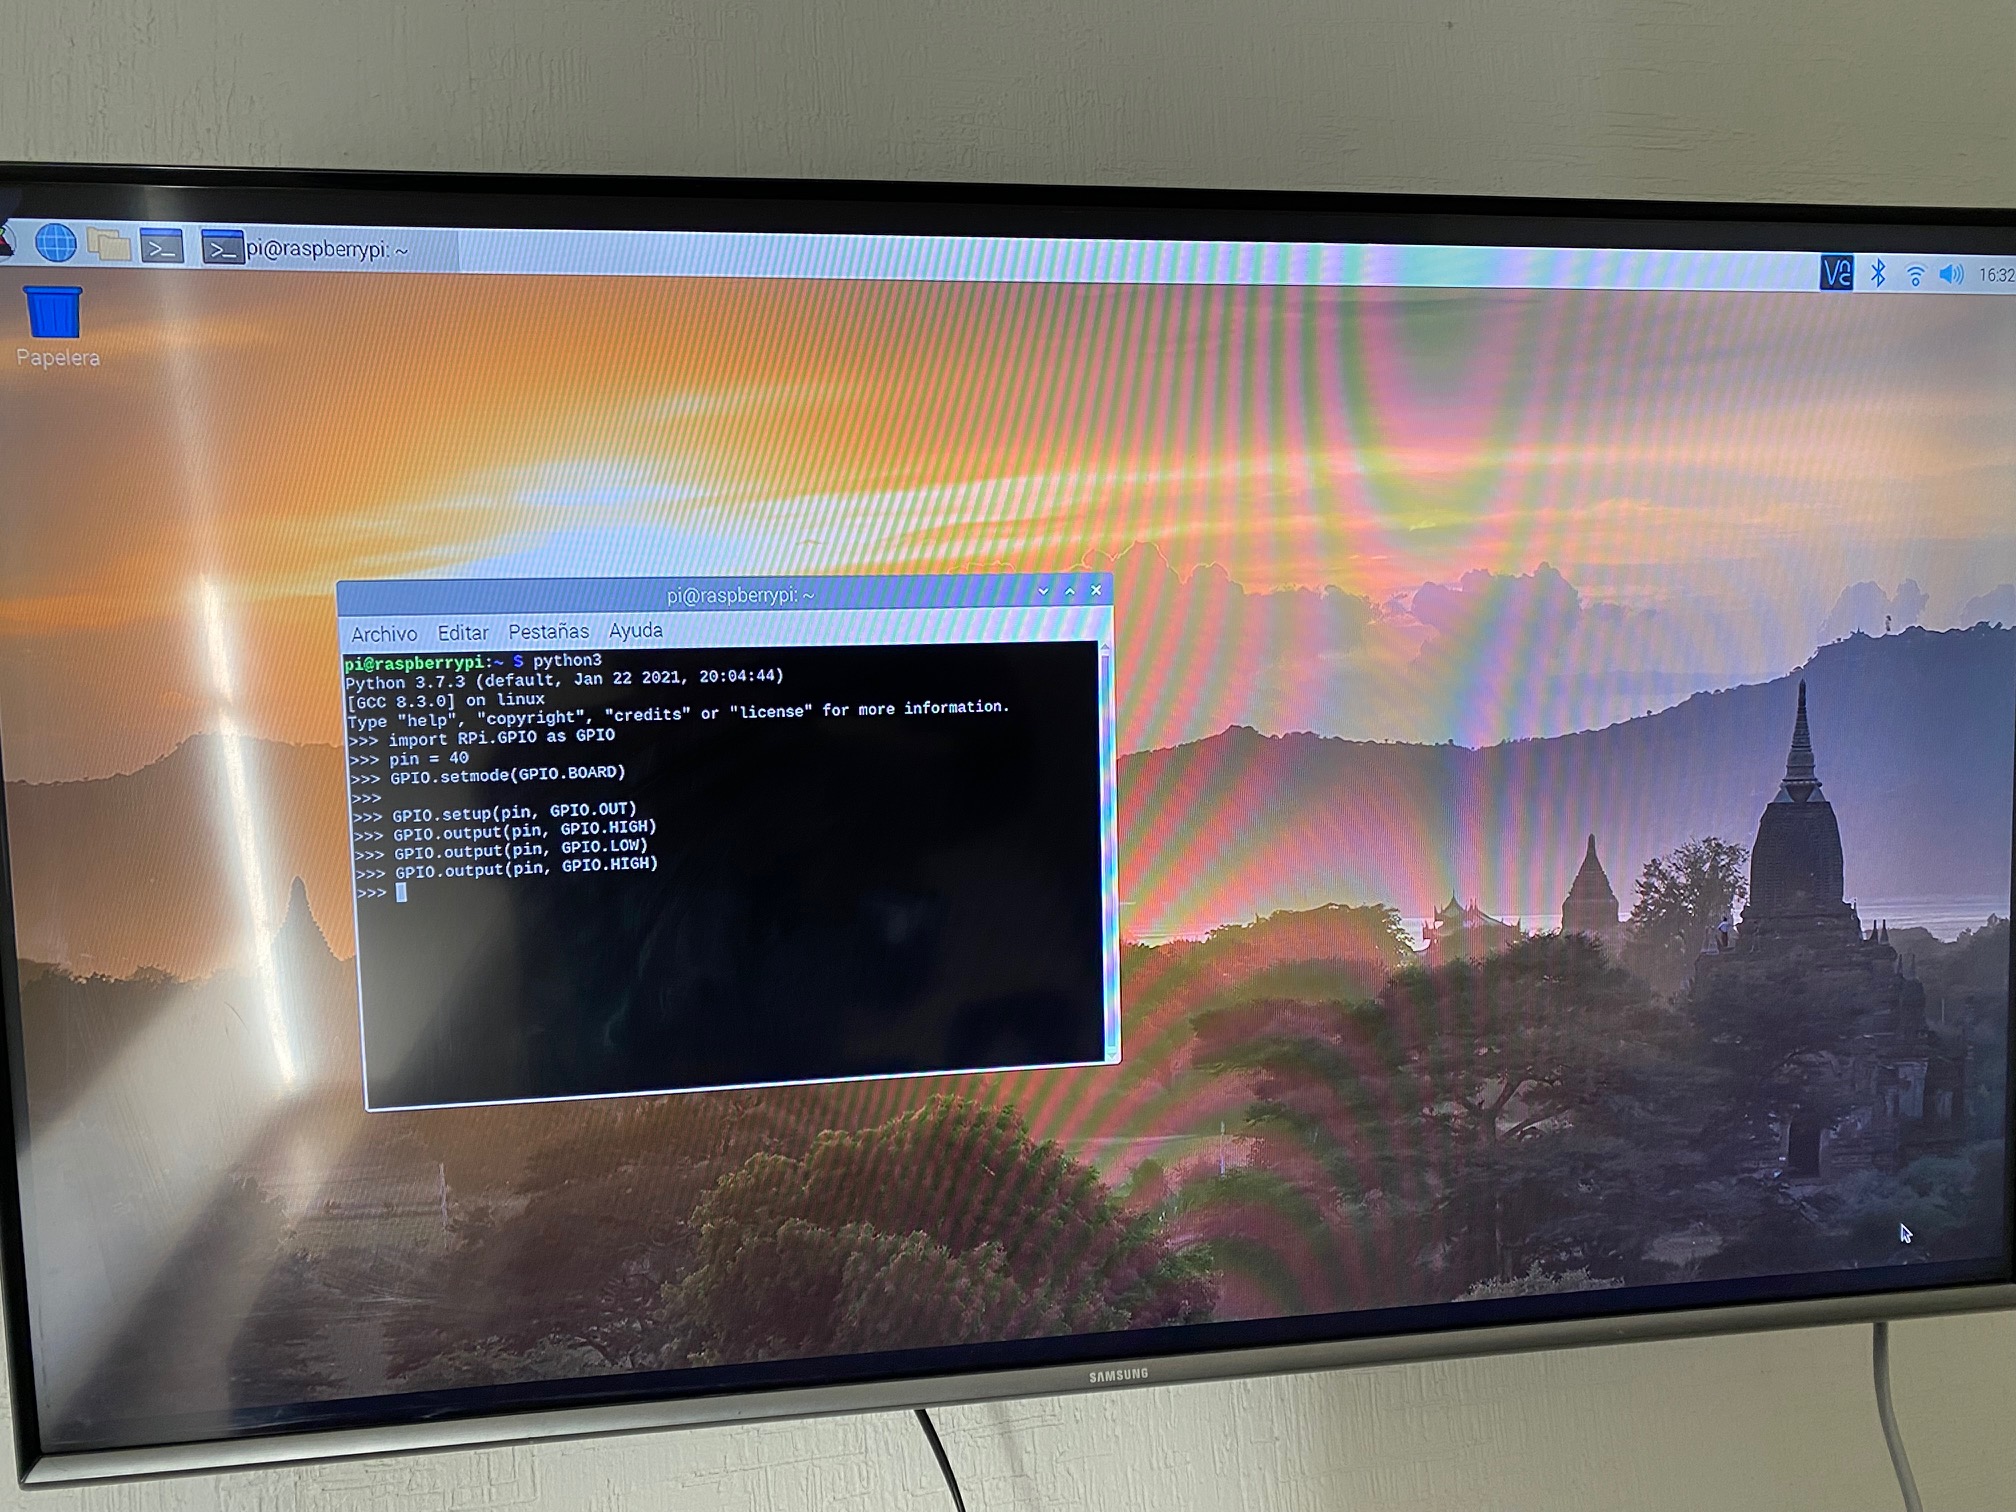 pi@raspberrypi: ~
16:32
Papelera
pi@raspberrypi: ~
Archivo Editar Pestañas Ayuda
pi@raspberrypi:~ $ python3
Python 3.7.3 (default, Jan 22 2021, 20:04:44)
[GCC 8.3.0] on linux
Type "help", "copyright", "credits" or "license" for more information.
>>> import RPi.GPIO as GPIO
>>> pin = 40
>>> GPIO.setmode(GPIO.BOARD)
>>>
>>> GPIO.setup(pin, GPIO.OUT)
>>> GPIO.output(pin, GPIO.HIGH)
>>> GPIO.output(pin, GPIO.LOW)
>>> GPIO.output(pin, GPIO.HIGH)
>>>
SAMSUNG